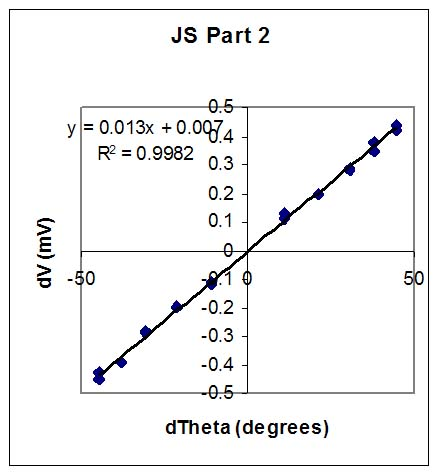 JS Part 2
y = 0.013x + 0.007
R² = 0.9982
0.5
0.4
0.3
0.2
0.1
0
-0.1
-0.2
-0.3
-0.4
-0.5
-50
0
50
dV (mV)
dTheta (degrees)